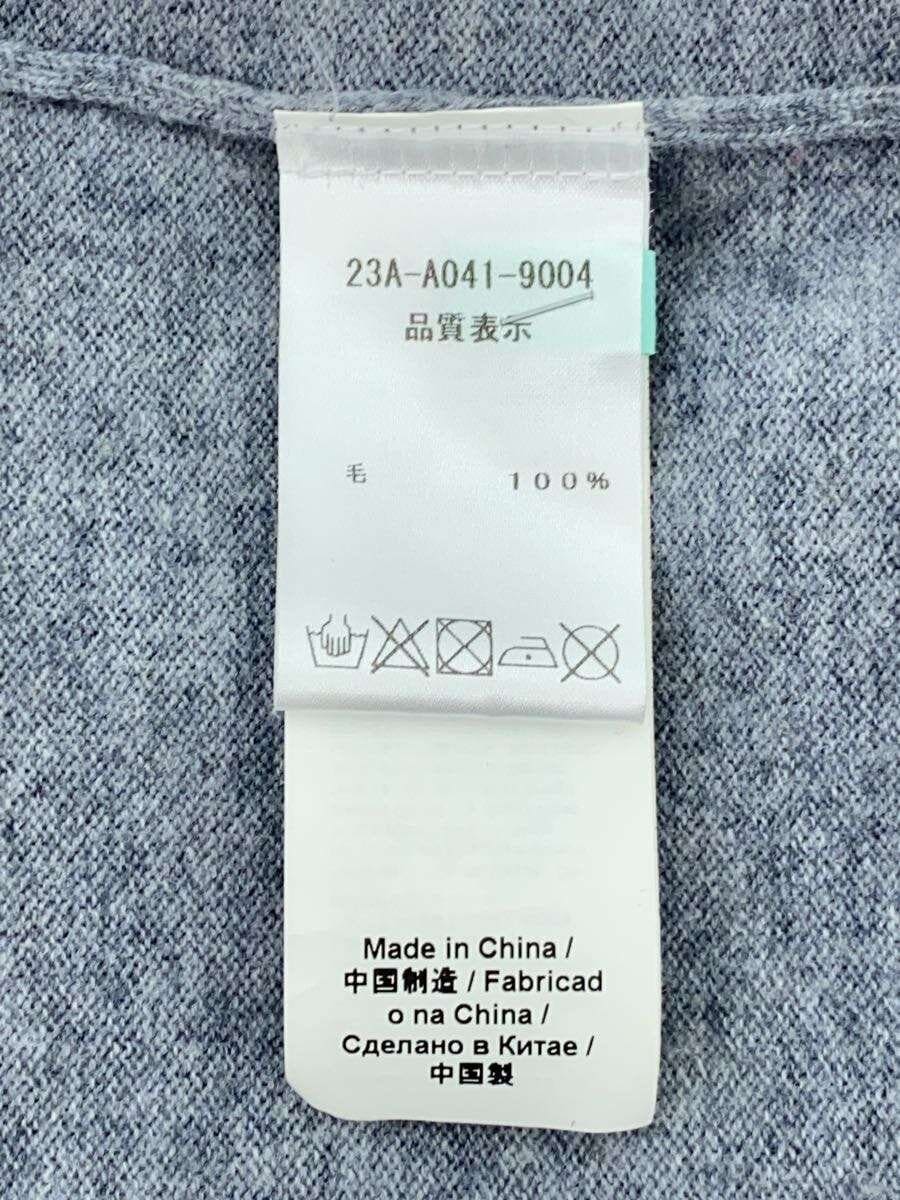 23A-A041-9004
品質表示
毛 100%
Made in China /
中国制造 / Fabricad
o na China /
Сделано в Китае /
中国製